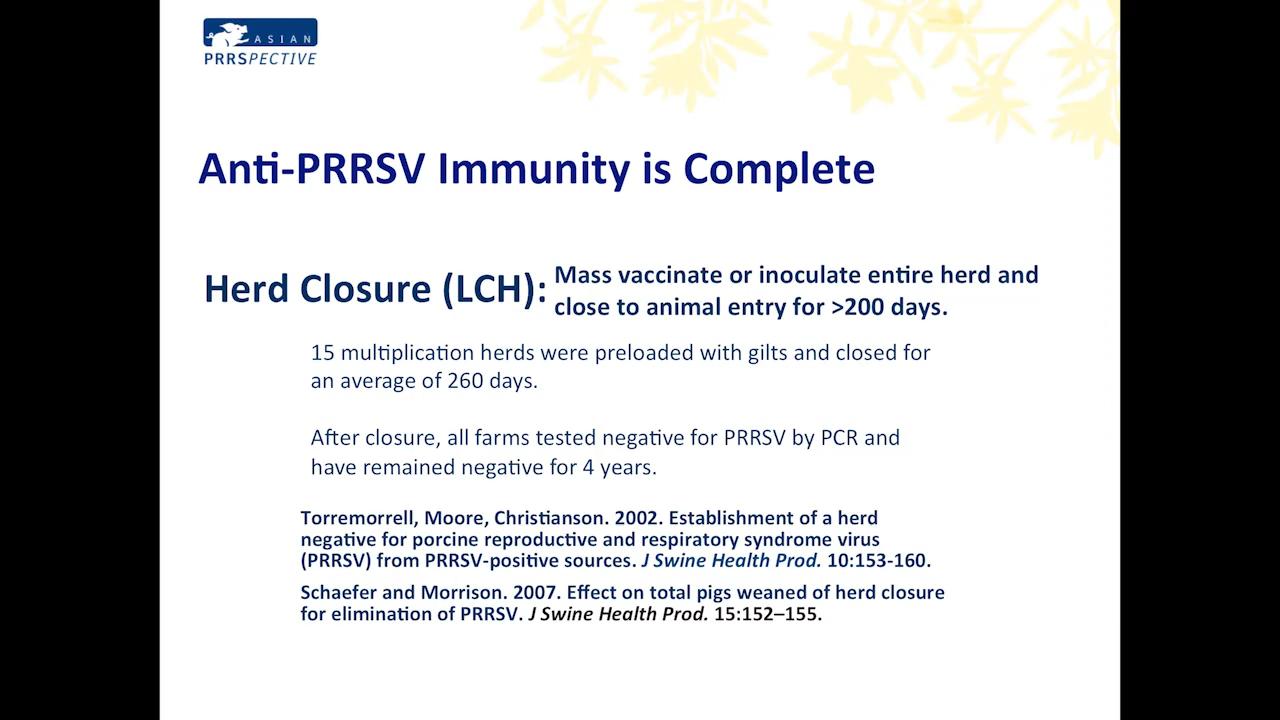 ASIAN
PRRSPECTIVE
Anti-PRRSV Immunity is Complete
Herd Closure (LCH):
Mass vaccinate or inoculate entire herd and
close to animal entry for >200 days.
15 multiplication herds were preloaded with gilts and closed for
an average of 260 days.
After closure, all farms tested negative for PRRSV by PCR and
have remained negative for 4 years.
Torremorrell, Moore, Christianson. 2002. Establishment of a herd
negative for porcine reproductive and respiratory syndrome virus
(PRRSV) from PRRSV-positive sources. J Swine Health Prod. 10:153-160.
Schaefer and Morrison. 2007. Effect on total pigs weaned of herd closure
for elimination of PRRSV. J Swine Health Prod. 15:152–155.